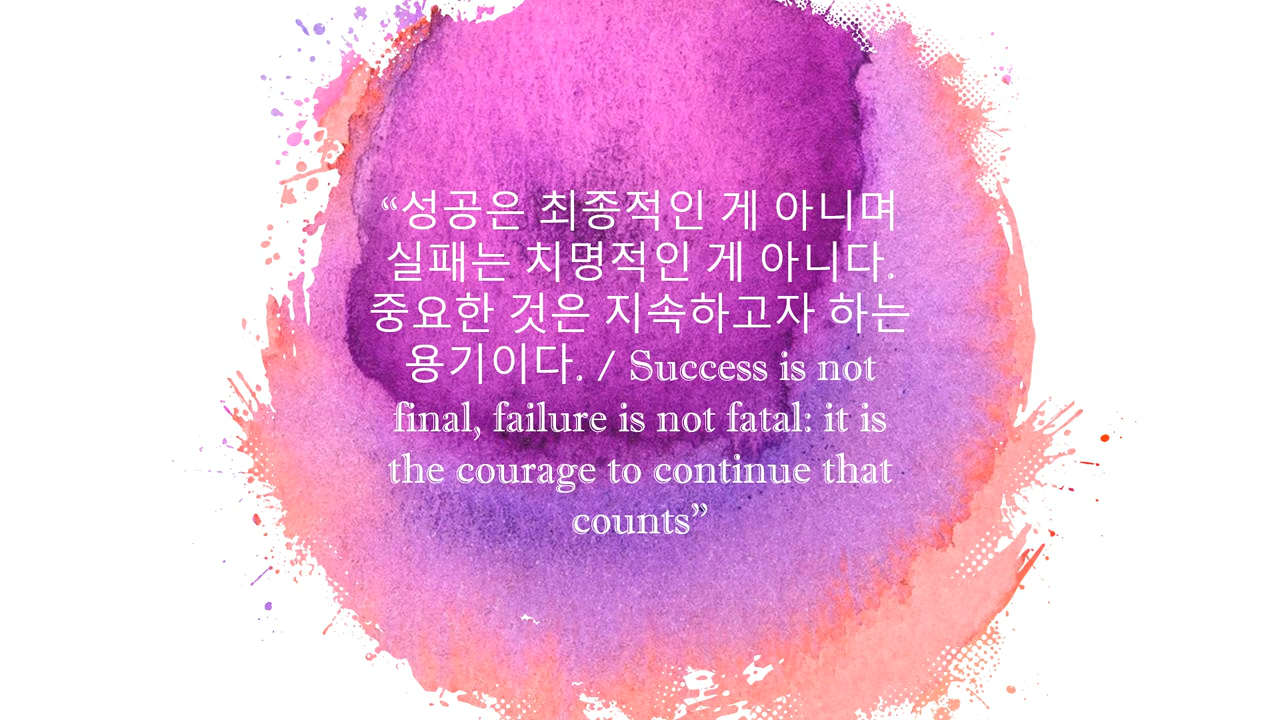 “성공은 최종적인 게 아니며
실패는 치명적인 게 아니다.
중요한 것은 지속하고자 하는
용기이다. / Success is not
final, failure is not fatal: it is
the courage to continue that
counts”